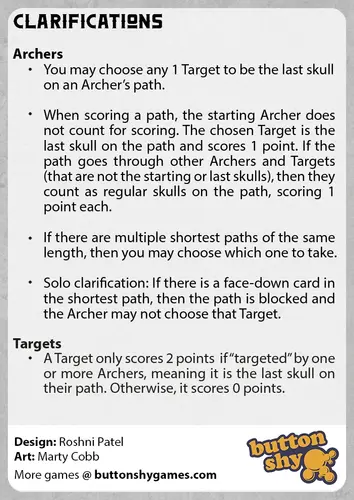 CLARIFICATIONS
Archers
• You may choose any 1 Target to be the last skull
on an Archer's path.
• When scoring a path, the starting Archer does
not count for scoring. The chosen Target is the
last skull on the path and scores 1 point. If the
path goes through other Archers and Targets
(that are not the starting or last skulls), then they
count as regular skulls on the path, scoring 1
point each.
• If there are multiple shortest paths of the same
length, then you may choose which one to take.
• Solo clarification: If there is a face-down card in
the shortest path, then the path is blocked and
the Archer may not choose that Target.
Targets
• A Target only scores 2 points if "targeted" by one
or more Archers, meaning it is the last skull on
their path. Otherwise, it scores 0 points.
Design: Roshni Patel
Art: Marty Cobb
More games @ buttonshygames.com
button
shy